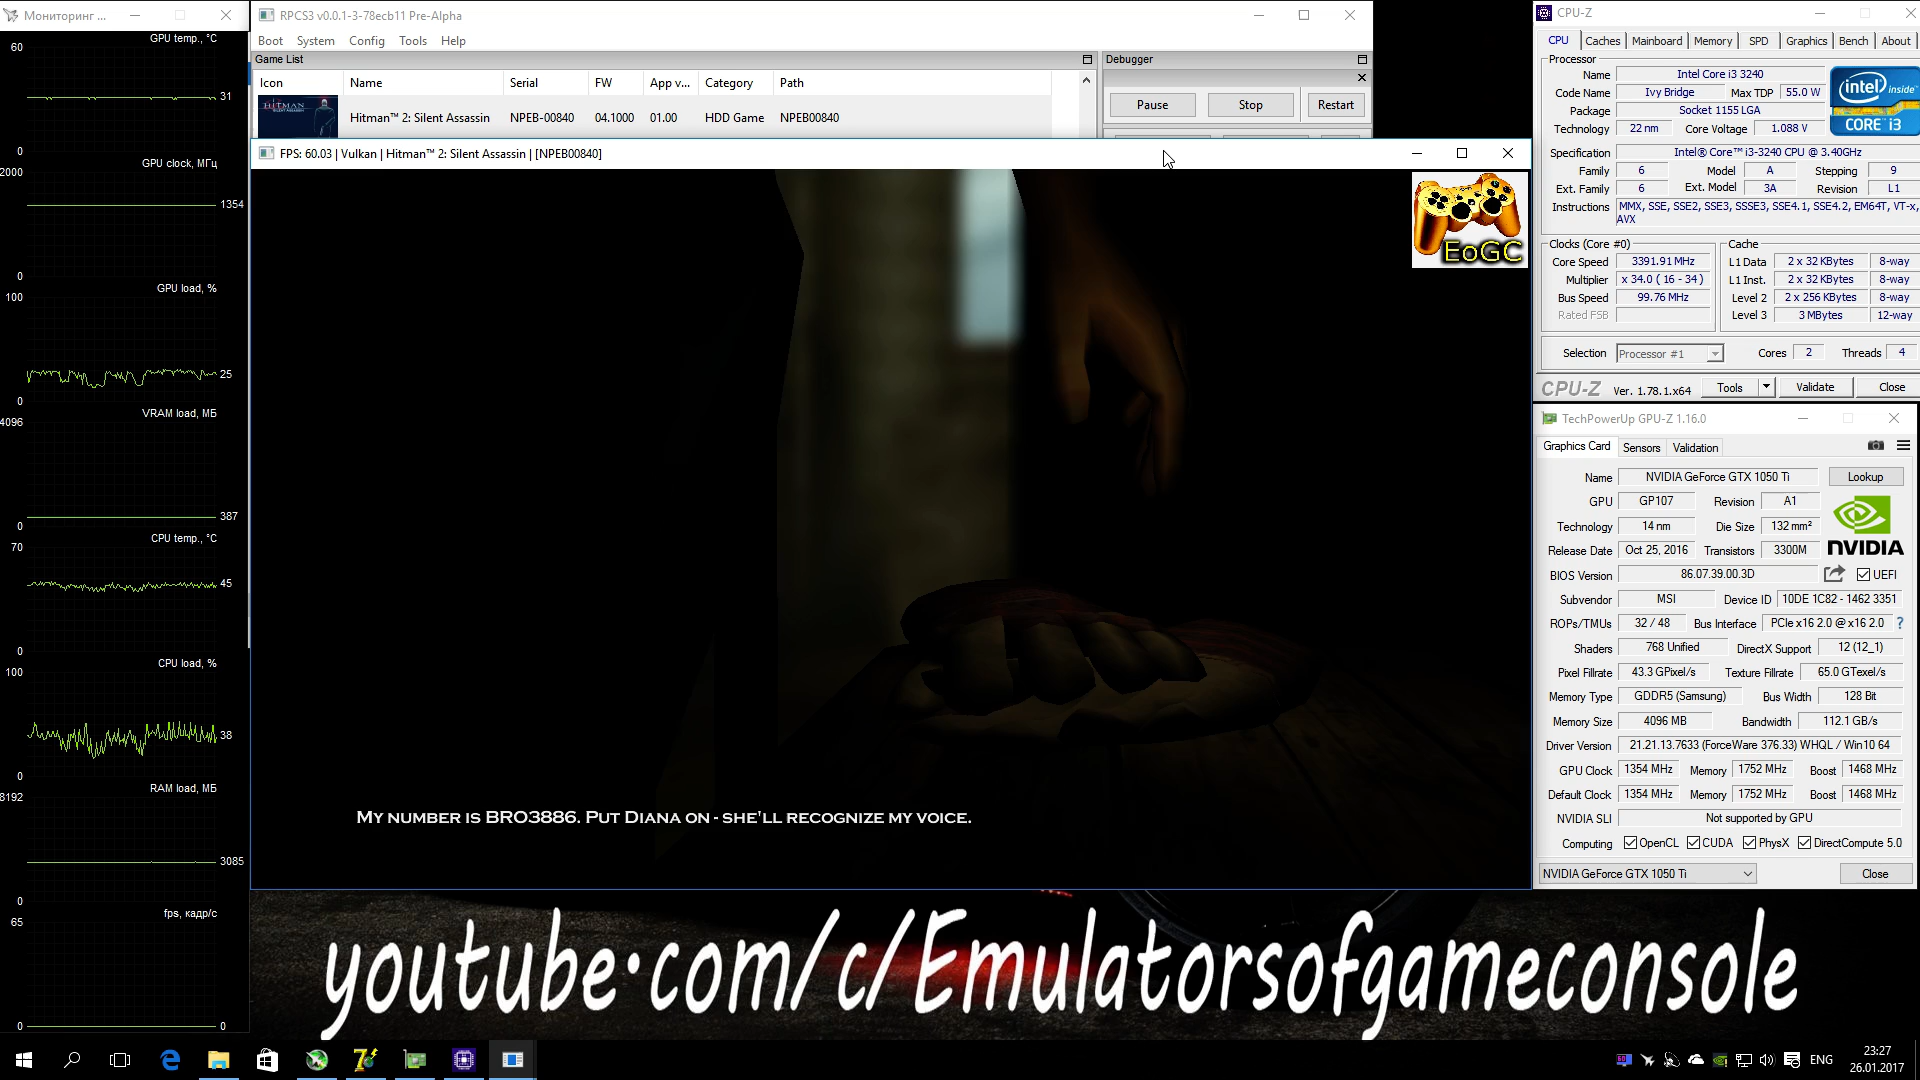 Мониторинг ...
GPU temp., °C
60
31
0
GPU clock, МГц
2000
1354
0
GPU load, %
100
25
0
VRAM load, МБ
4096
387
0
CPU temp., °C
70
45
0
CPU load, %
100
38
0
RAM load, МБ
8192
3085
0
fps, кадр/с
65
0
0
RPCS3 v0.0.1-3-78ecb11 Pre-Alpha
Boot System Config Tools Help
Game List
Icon Name Serial FW App v... Category Path
HITMAN
Hitman™ 2: Silent Assassin NPEB-00840 04.1000 01.00 HDD Game NPEB00840
Debugger
Pause Stop Restart
FPS: 60.03 | Vulkan | Hitman™ 2: Silent Assassin | [NPEB00840]
EoGC
My number is BRO3886. Put Diana on - she'll recognize my voice.
youtube.com/c/Emulatorsofgameconsole
CPU-Z
CPU Caches Mainboard Memory SPD Graphics Bench About
Processor
Name Intel Core i3 3240
Code Name Ivy Bridge Max TDP 55.0 W
Package Socket 1155 LGA
Technology 22 nm Core Voltage 1.088 V
intel inside™
CORE i3
Specification Intel® Core™ i3-3240 CPU @ 3.40GHz
Family 6 Model A Stepping 9
Ext. Family 6 Ext. Model 3A Revision L1
Instructions MMX, SSE, SSE2, SSE3, SSSE3, SSE4.1, SSE4.2, EM64T, VT-x,
AVX
Clocks (Core #0)
Core Speed 3391.91 MHz
Multiplier x 34.0 ( 16 - 34 )
Bus Speed 99.76 MHz
Rated FSB
Cache
L1 Data 2 x 32 KBytes 8-way
L1 Inst. 2 x 32 KBytes 8-way
Level 2 2 x 256 KBytes 8-way
Level 3 3 MBytes 12-way
Selection Processor #1 Cores 2 Threads 4
CPU-Z Ver. 1.78.1.x64 Tools Validate Close
TechPowerUp GPU-Z 1.16.0
Graphics Card Sensors Validation
Name NVIDIA GeForce GTX 1050 Ti Lookup
GPU GP107 Revision A1
Technology 14 nm Die Size 132 mm²
Release Date Oct 25, 2016 Transistors 3300M
NVIDIA
BIOS Version 86.07.39.00.3D UEFI
Subvendor MSI Device ID 10DE 1C82 - 1462 3351
ROPs/TMUs 32 / 48 Bus Interface PCIe x16 2.0 @ x16 2.0 ?
Shaders 768 Unified DirectX Support 12 (12_1)
Pixel Fillrate 43.3 GPixel/s Texture Fillrate 65.0 GTexel/s
Memory Type GDDR5 (Samsung) Bus Width 128 Bit
Memory Size 4096 MB Bandwidth 112.1 GB/s
Driver Version 21.21.13.7633 (ForceWare 376.33) WHQL / Win10 64
GPU Clock 1354 MHz Memory 1752 MHz Boost 1468 MHz
Default Clock 1354 MHz Memory 1752 MHz Boost 1468 MHz
NVIDIA SLI Not supported by GPU
Computing OpenCL CUDA PhysX DirectCompute 5.0
NVIDIA GeForce GTX 1050 Ti Close
ENG
23:27
26.01.2017